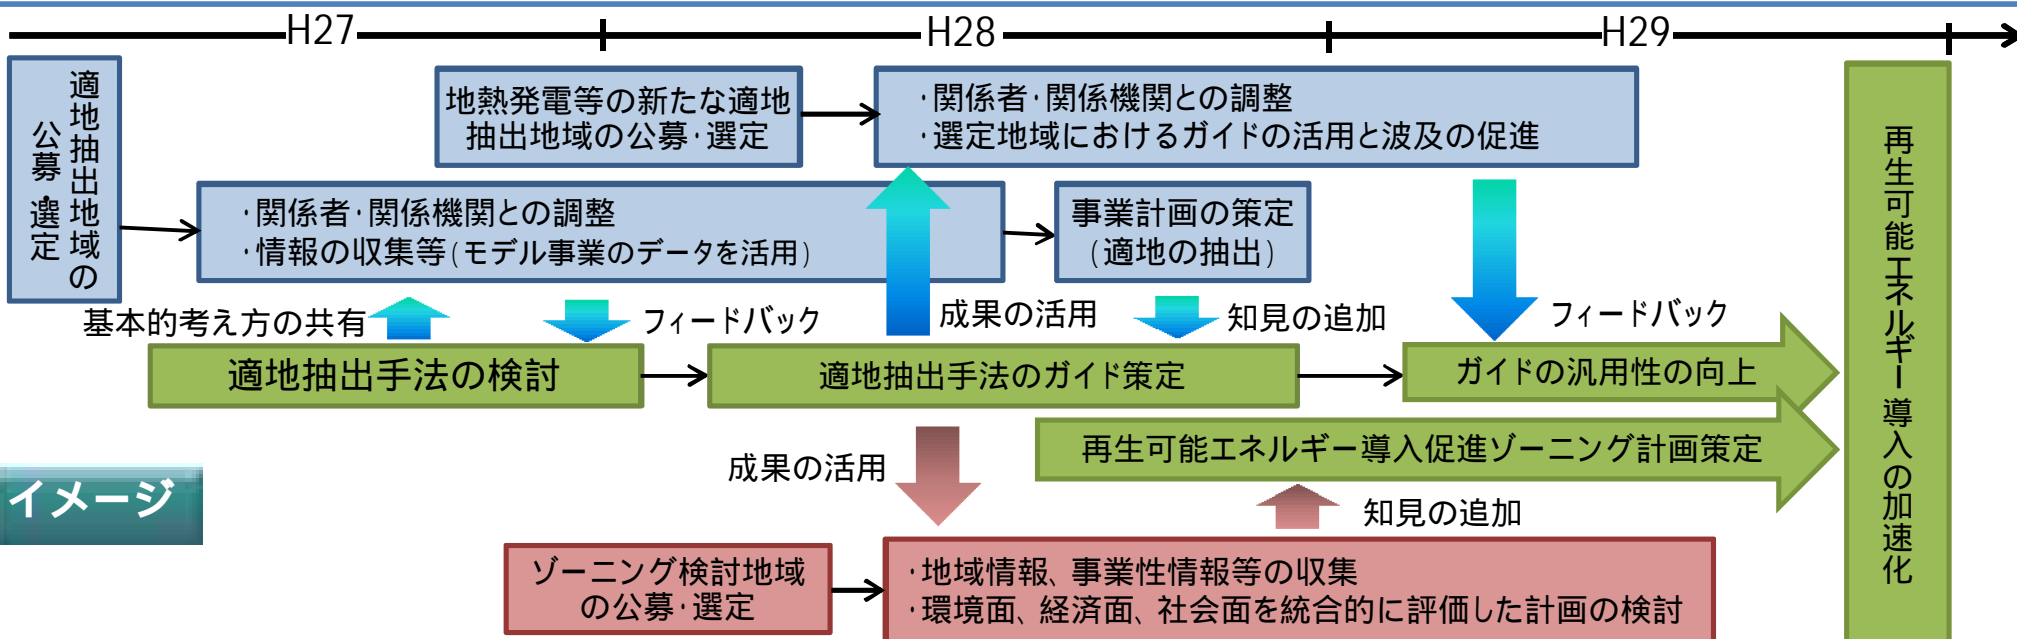 H27
H28
H29
適地抽出地域の
公募・選定
地熱発電等の新たな適地
抽出地域の公募・選定
・関係者・関係機関との調整
・選定地域におけるガイドの活用と波及の促進
・関係者・関係機関との調整
・情報の収集等(モデル事業のデータを活用)
事業計画の策定
(適地の抽出)
基本的考え方の共有
フィードバック
成果の活用
知見の追加
フィードバック
適地抽出手法の検討
適地抽出手法のガイド策定
ガイドの汎用性の向上
再生可能エネルギー導入促進ゾーニング計画策定
成果の活用
知見の追加
イメージ
ゾーニング検討地域
の公募・選定
・地域情報、事業性情報等の収集
・環境面、経済面、社会面を統合的に評価した計画の検討
再生可能エネルギー導入の加速化